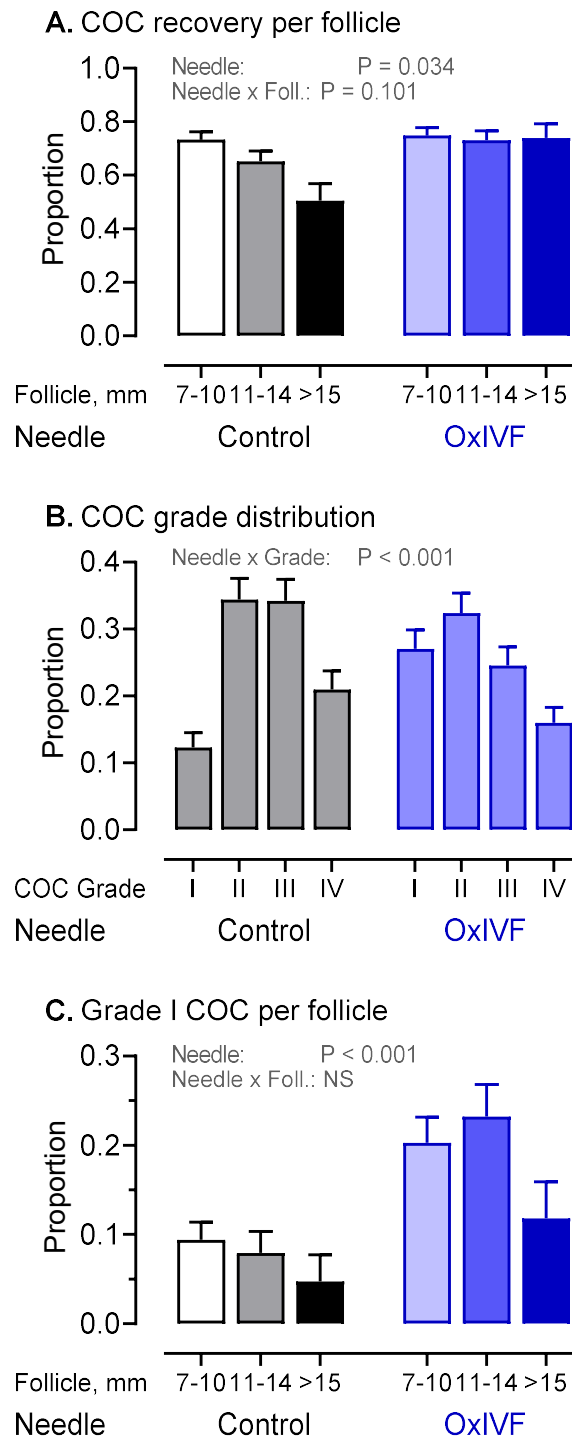 A. COC recovery per follicle
Needle: P = 0.034
Needle x Foll.: P = 0.101
1.0
0.8
0.6
0.4
0.2
0.0
Proportion
Follicle, mm 7-10 11-14 >15 7-10 11-14 >15
Needle Control OxIVF
B. COC grade distribution
Needle x Grade: P < 0.001
0.4
0.3
0.2
0.1
0.0
Proportion
COC Grade I II III IV I II III IV
Needle Control OxIVF
C. Grade I COC per follicle
Needle: P < 0.001
Needle x Foll.: NS
0.3
0.2
0.1
0.0
Proportion
Follicle, mm 7-10 11-14 >15 7-10 11-14 >15
Needle Control OxIVF